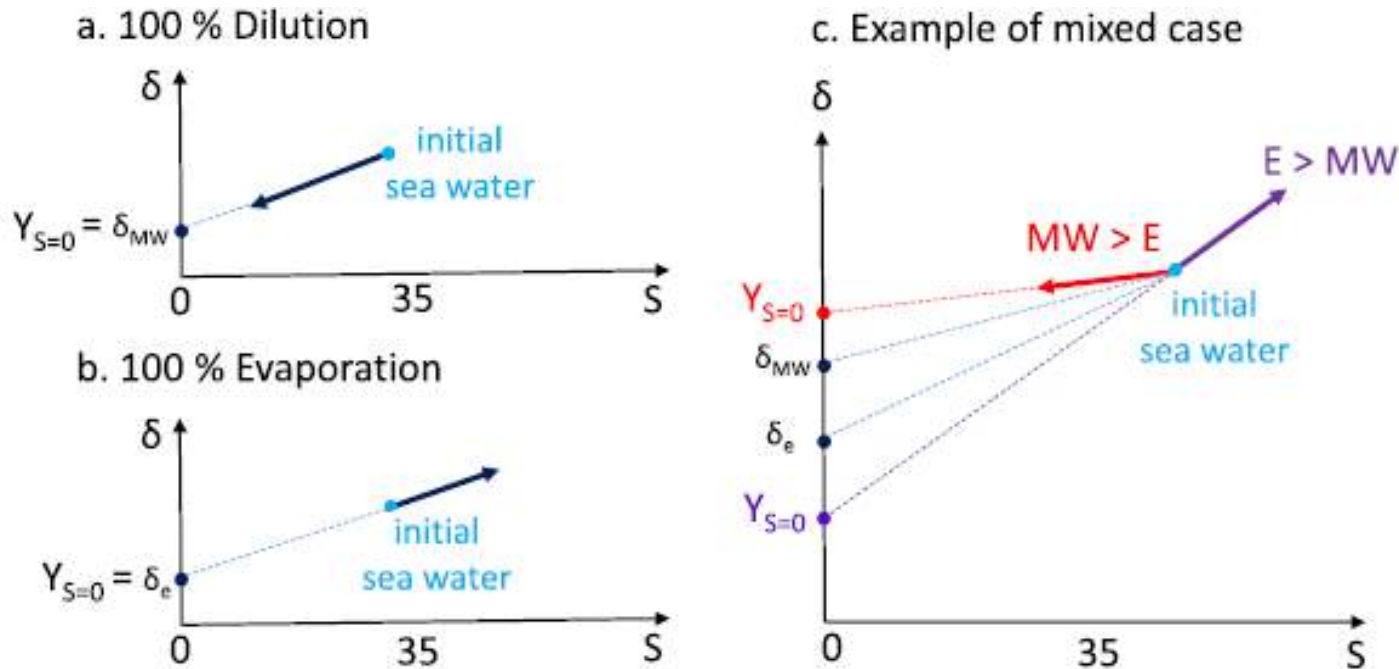 a. 100 % Dilution
δ
initial
sea water
Y_S=0 = δ_MW
0
35
S
b. 100 % Evaporation
δ
initial
sea water
Y_S=0 = δ_e
0
35
S
c. Example of mixed case
δ
E > MW
MW > E
Y_S=0
initial
sea water
δ_MW
δ_e
Y_S=0
0
35
S